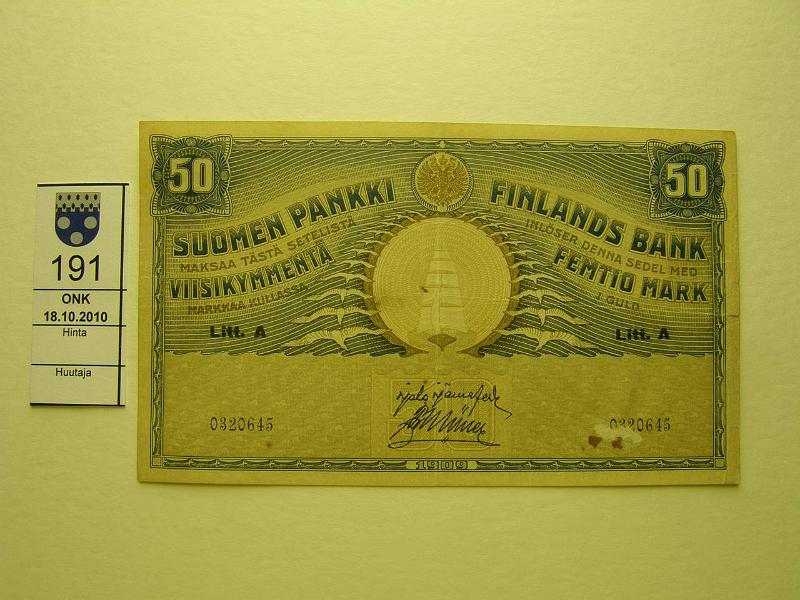 191
ONK
18.10.2010
Hinta
Huutaja
50
50
SUOMEN PANKKI
MAKSAA TÄSTÄ SETELISTÄ
VIISIKYMMENTÄ
MARKKAA KULLASSA
Litt. A
FINLANDS BANK
INLÖSER DENNA SEDEL MED
FEMTIO MARK
I GULD
Litt. A
0320645
0320645
1909